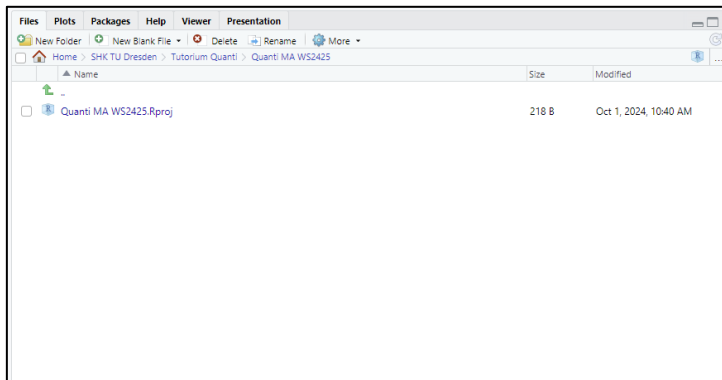 Files Plots Packages Help Viewer Presentation
New Folder New Blank File Delete Rename More
Home SHK TU Dresden Tutorium Quanti Quanti MA WS2425 R ...
Name Size Modified
..
R Quanti MA WS2425.Rproj 218 B Oct 1, 2024, 10:40 AM